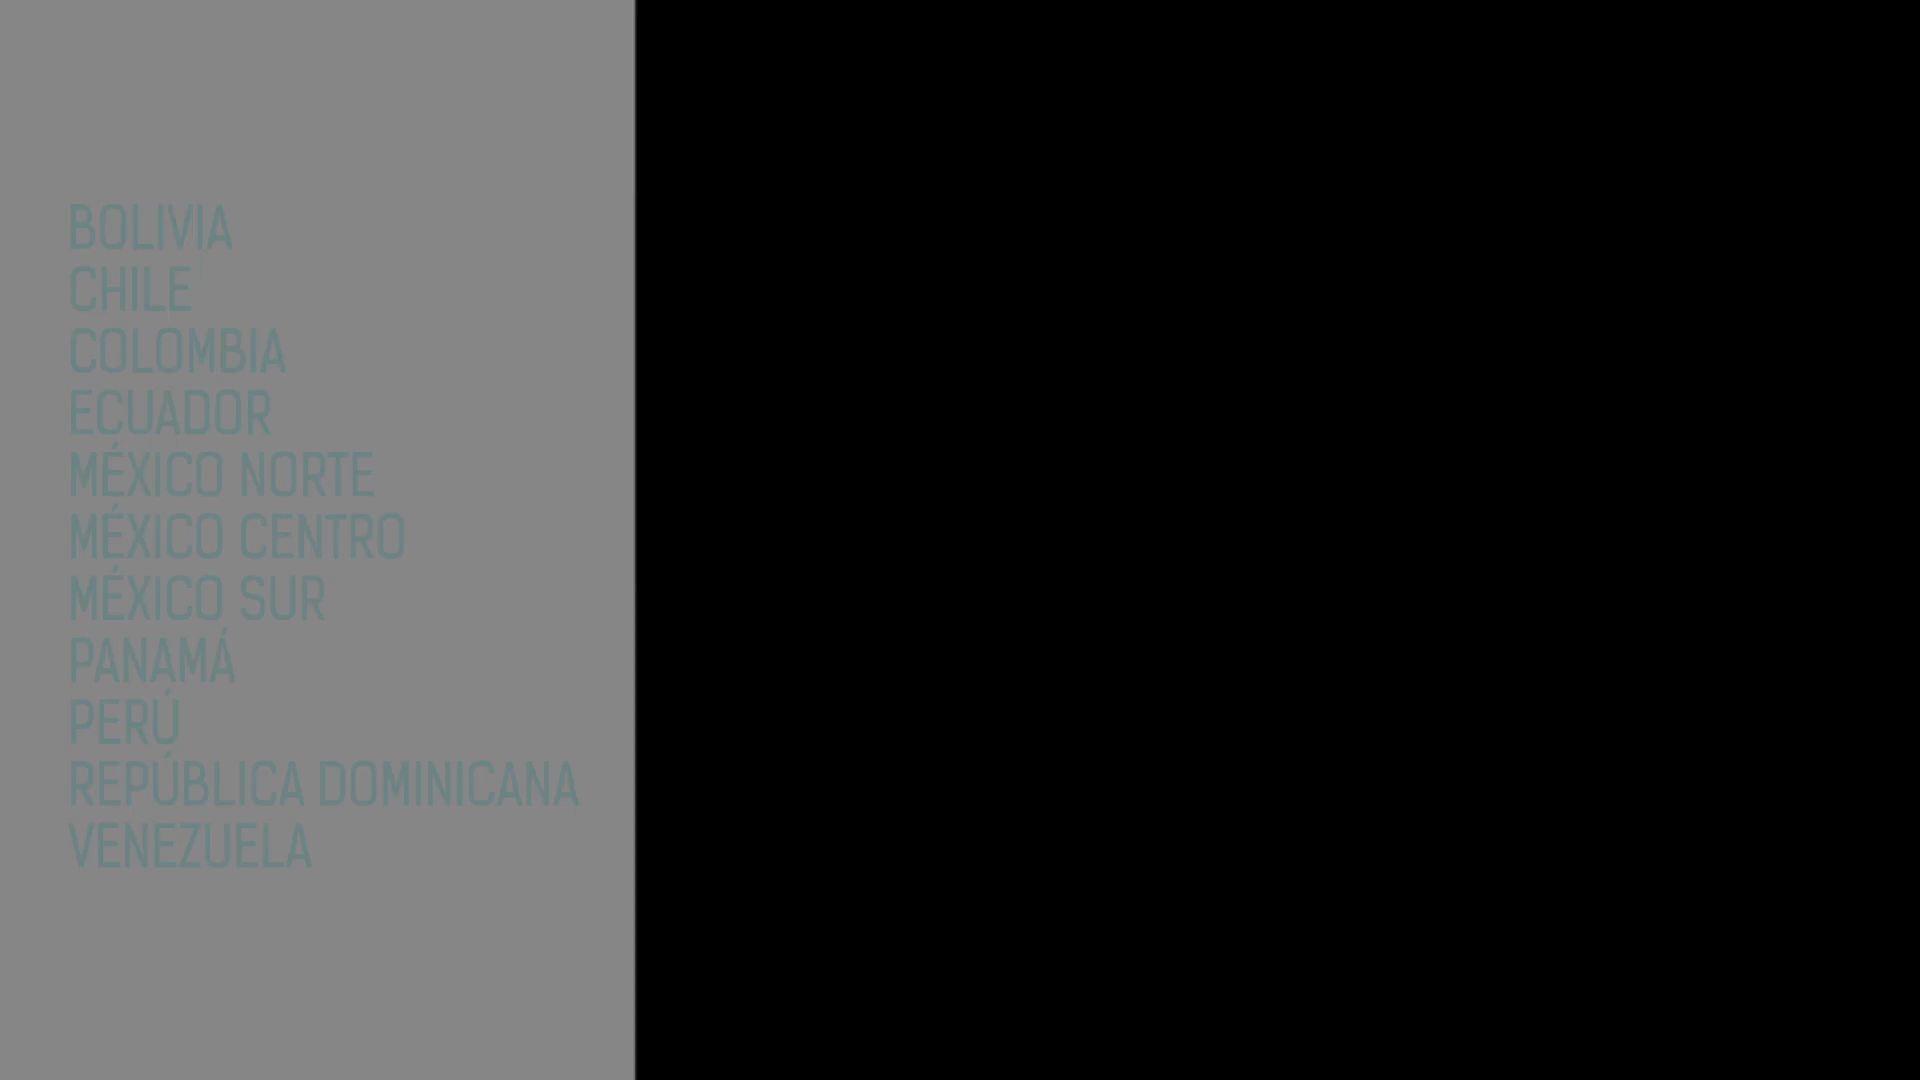 BOLIVIA
CHILE
COLOMBIA
ECUADOR
MÉXICO NORTE
MÉXICO CENTRO
MÉXICO SUR
PANAMÁ
PERÚ
REPÚBLICA DOMINICANA
VENEZUELA